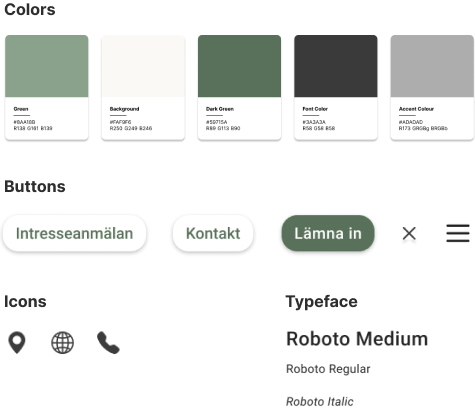 Colors
Green
#8AA18B
R138 G161 B139
Background
#FAF9F6
R250 G249 B246
Dark Green
#59715A
R89 G113 B90
Font Color
#3A3A3A
R58 G58 B58
Accent Colour
#ADADAD
R173 GRGBg BRGBb
Buttons
Intresseanmälan
Kontakt
Lämna in
Icons
Typeface
Roboto Medium
Roboto Regular
Roboto Italic